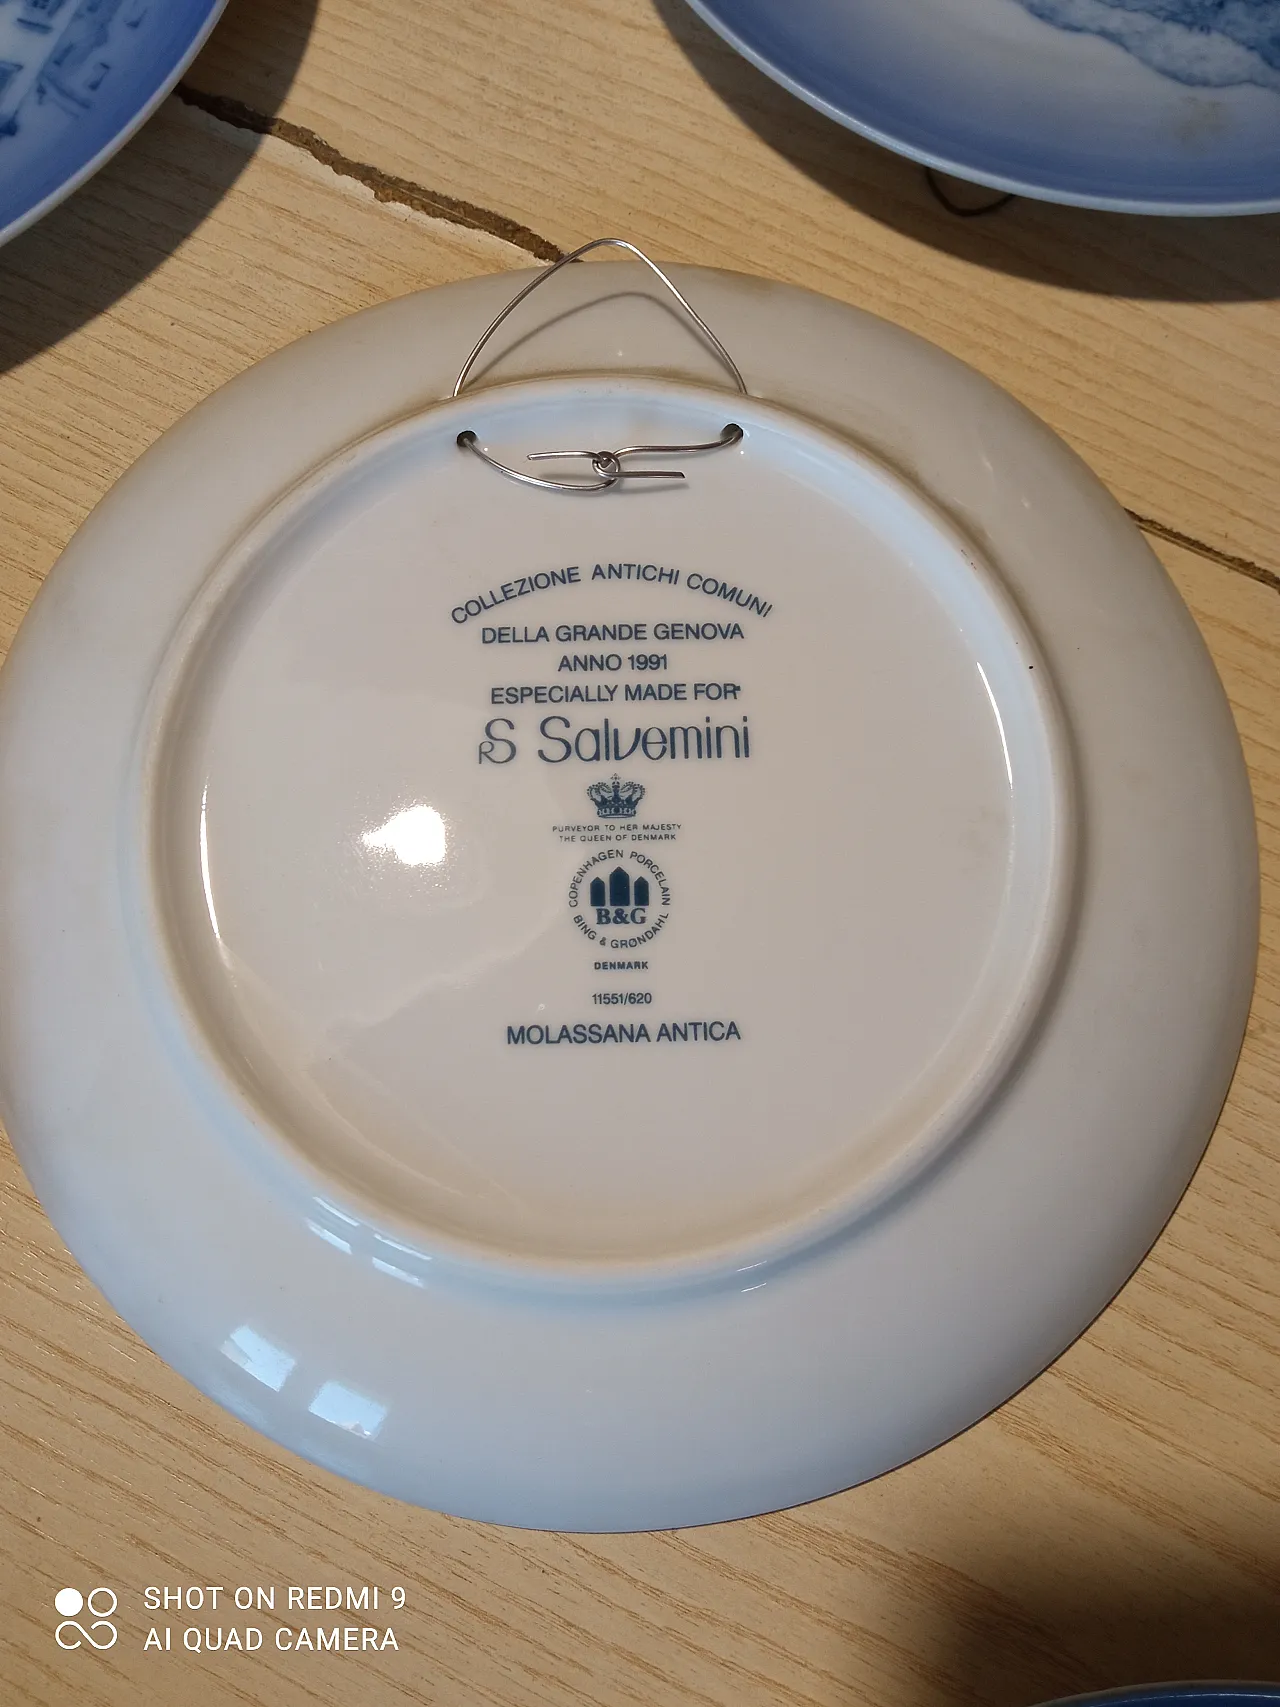 COLLEZIONE ANTICHI COMUNI
DELLA GRANDE GENOVA
ANNO 1991
ESPECIALLY MADE FOR
RS Salvemini
PURVEYOR TO HER MAJESTY
THE QUEEN OF DENMARK
COPENHAGEN PORCELAIN
B&G
BING & GRØNDAHL
DENMARK
11551/620
MOLASSANA ANTICA
SHOT ON REDMI 9
AI QUAD CAMERA